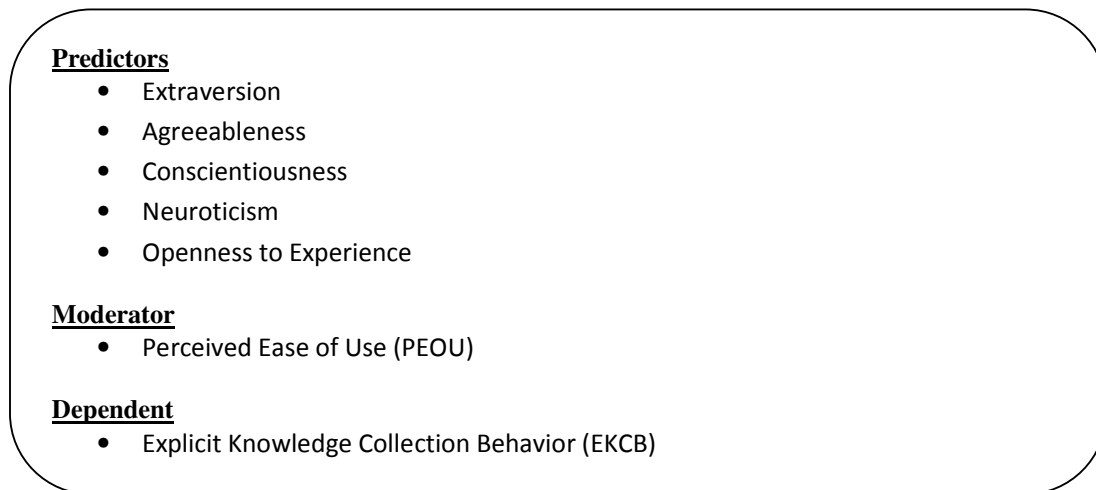 Predictors
• Extraversion
• Agreeableness
• Conscientiousness
• Neuroticism
• Openness to Experience
Moderator
• Perceived Ease of Use (PEOU)
Dependent
• Explicit Knowledge Collection Behavior (EKCB)